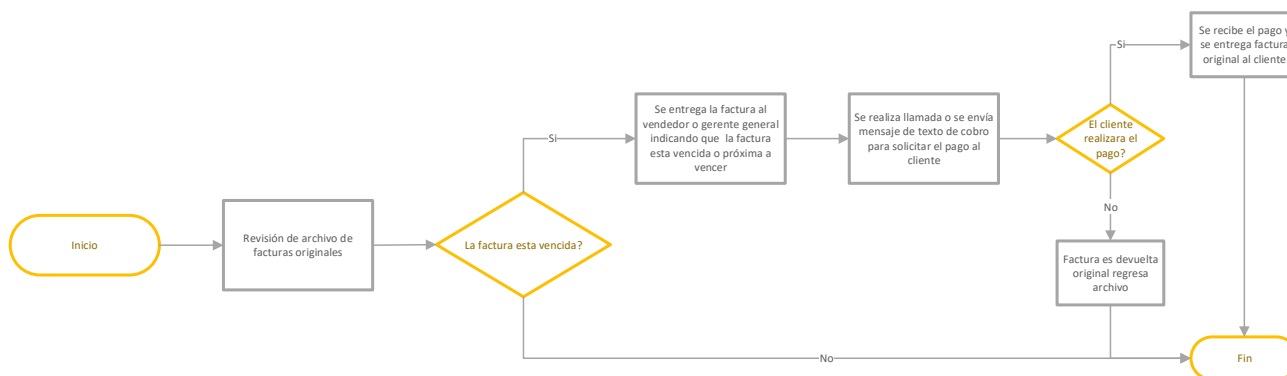 Inicio
Revisión de archivo de
facturas originales
La factura esta vencida?
Si
Se entrega la factura al
vendedor o gerente general
indicando que la factura
esta vencida o próxima a
vencer
Se realiza llamada o se envía
mensaje de texto de cobro
para solicitar el pago al
cliente
El cliente
realizara el
pago?
Si
Se recibe el pago y
se entrega factura
original al cliente
No
Factura es devuelta
original regresa
archivo
No
Fin